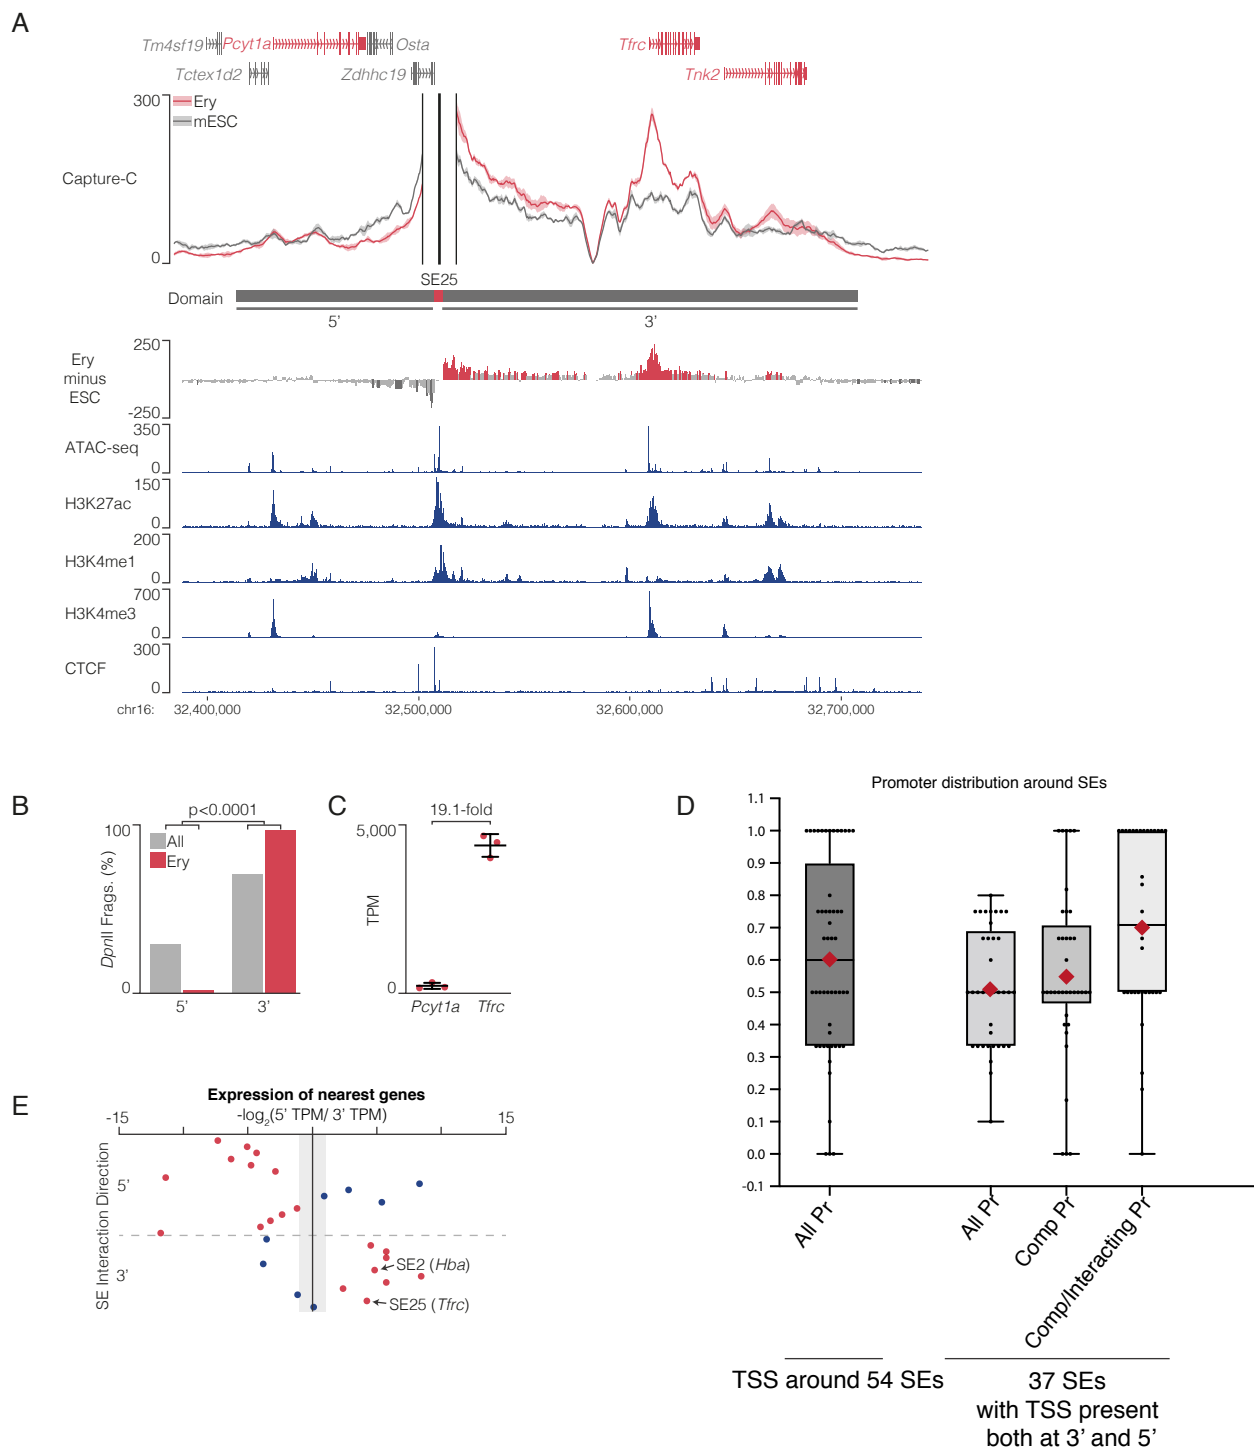 A
Tm4sf19 Pcyt1a Osta Tfrc
Tctex1d2 Zdhhc19 Tnk2
300
Ery
mESC
Capture-C
0
SE25
Domain
5' 3'
250
Ery
minus
ESC
-250
350
ATAC-seq
0
150
H3K27ac
0
200
H3K4me1
0
700
H3K4me3
0
300
CTCF
0
chr16: 32,400,000 32,500,000 32,600,000 32,700,000
B
p<0.0001
100
All
Ery
DpnII Frags. (%)
0
5' 3'
C
19.1-fold
5,000
TPM
0
Pcyt1a Tfrc
D
Promoter distribution around SEs
1.1
1.0
0.9
0.8
0.7
0.6
0.5
0.4
0.3
0.2
0.1
0.0
-0.1
All Pr
All Pr
Comp Pr
Comp/Interacting Pr
TSS around 54 SEs
37 SEs
with TSS present
both at 3' and 5'
E
Expression of nearest genes
-log2(5' TPM/ 3' TPM)
-15 15
SE Interaction Direction
5'
3'
SE2 (Hba)
SE25 (Tfrc)